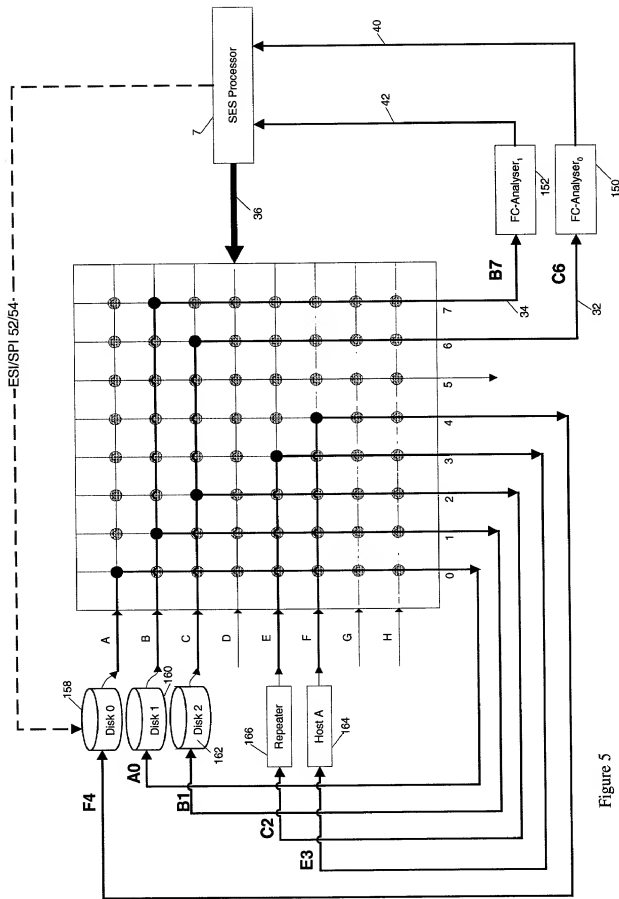 ESI/SPI 52/54
158
Disk 0
160
Disk 1
162
Disk 2
166
Repeater
Host A
164
F4
A0
B1
C2
E3
A
B
C
D
E
F
G
H
0
1
2
3
4
5
6
7
36
7
SES Processor
40
42
34
32
B7
C6
FC-Analyser1
152
FC-Analyser0
150
Figure 5